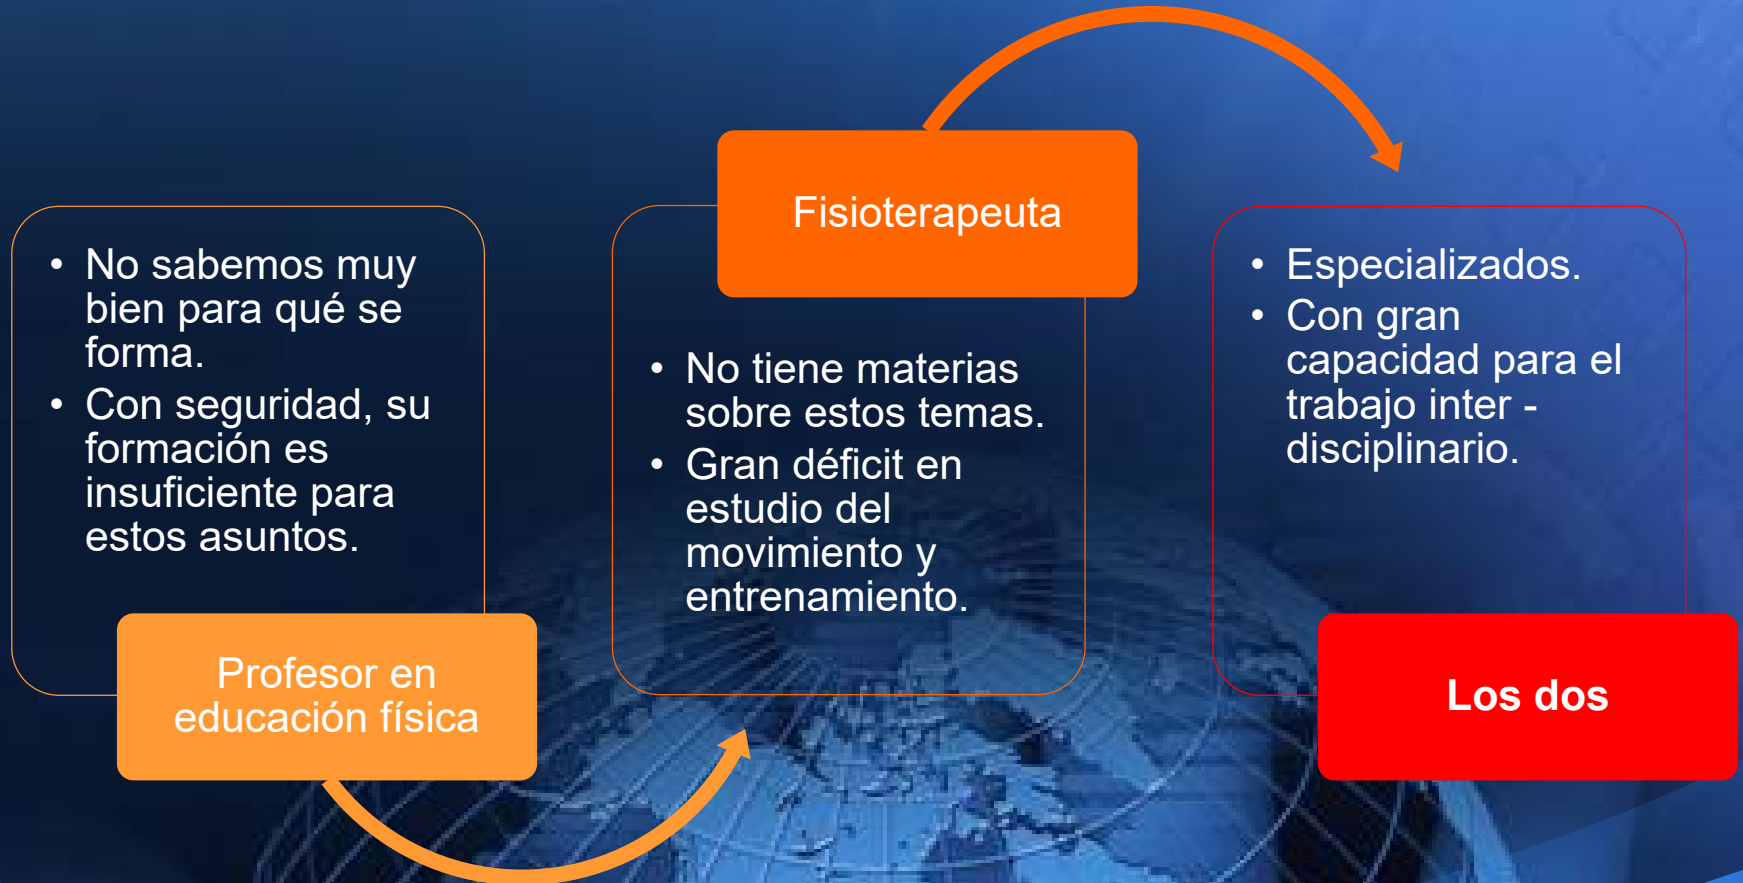 • No sabemos muy
bien para qué se
forma.
• Con seguridad, su
formación es
insuficiente para
estos asuntos.
Profesor en
educación física
Fisioterapeuta
• No tiene materias
sobre estos temas.
• Gran déficit en
estudio del
movimiento y
entrenamiento.
• Especializados.
• Con gran
capacidad para el
trabajo inter -
disciplinario.
Los dos